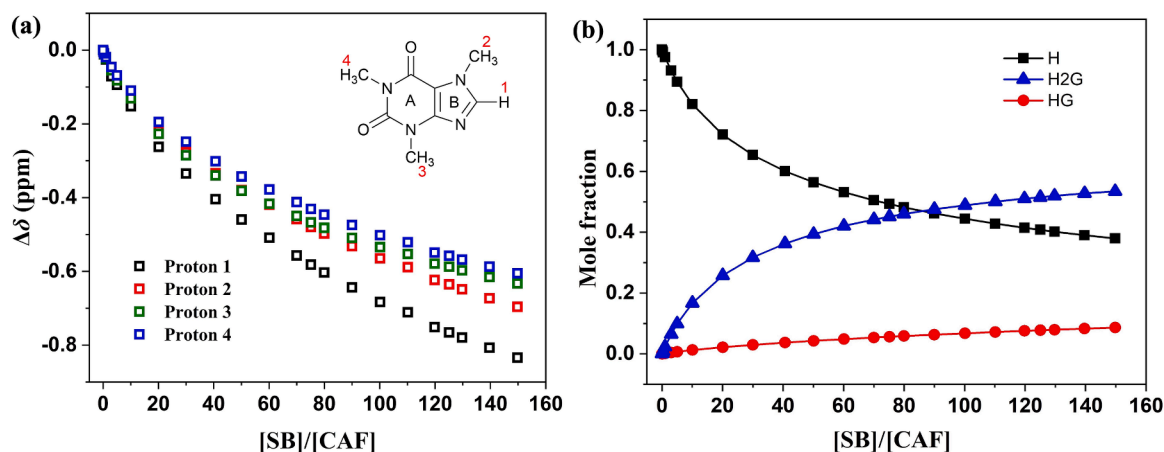 (a)
0.0
-0.2
-0.4
-0.6
-0.8
Δδ (ppm)
0 20 40 60 80 100 120 140 160
[SB]/[CAF]
O
4
CH₃
N
A
O
N
CH₃
3
2
CH₃
N
B
N
1
H
Proton 1
Proton 2
Proton 3
Proton 4
(b)
1.0
0.8
0.6
0.4
0.2
0.0
Mole fraction
0 20 40 60 80 100 120 140 160
[SB]/[CAF]
H
H2G
HG